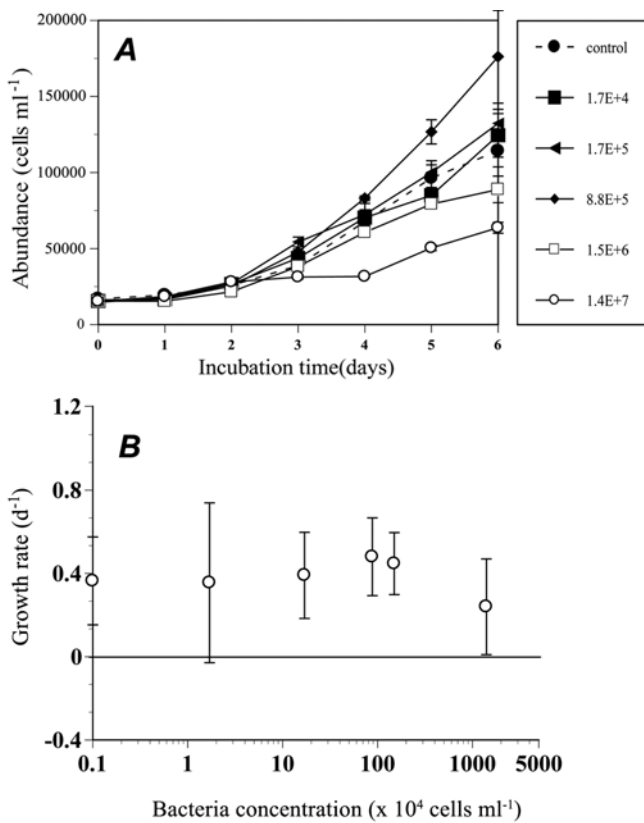 A
200000
150000
100000
50000
0
Abundance (cells ml-1)
0 1 2 3 4 5 6
Incubation time(days)
control
1.7E+4
1.7E+5
8.8E+5
1.5E+6
1.4E+7
B
1.2
0.8
0.4
0
-0.4
Growth rate (d-1)
0.1 1 10 100 1000 5000
Bacteria concentration (x 104 cells ml-1)